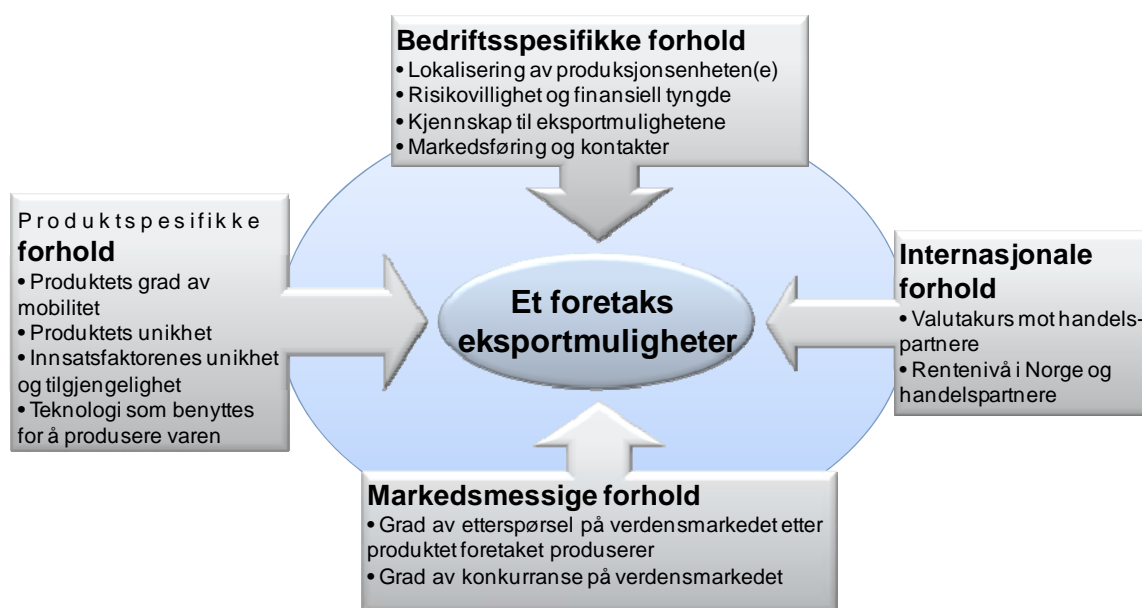 Bedriftsspesifikke forhold
• Lokalisering av produksjonsenheten(e)
• Risikovillighet og finansiell tyngde
• Kjennskap til eksportmulighetene
• Markedsføring og kontakter
Produktspesifikke
forhold
• Produktets grad av
mobilitet
• Produktets unikhet
• Innsatsfaktorenes unikhet
og tilgjengelighet
• Teknologi som benyttes
for å produsere varen
Et foretaks
eksportmuligheter
Internasjonale
forhold
• Valutakurs mot handels-
partnere
• Rentenivå i Norge og
handelspartnere
Markedsmessige forhold
• Grad av etterspørsel på verdensmarkedet etter
produktet foretaket produserer
• Grad av konkurranse på verdensmarkedet